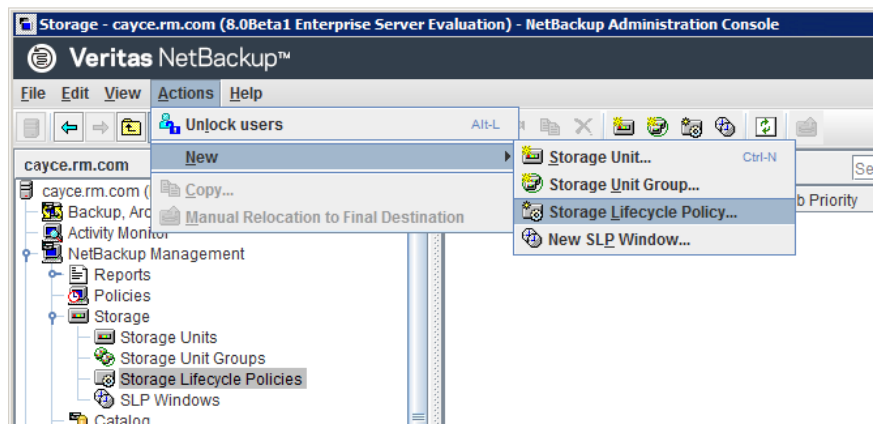 Storage - cayce.rm.com (8.0Beta1 Enterprise Server Evaluation) - NetBackup Administration Console
Veritas NetBackup™
File Edit View Actions Help
Unlock users Alt-L
New
Copy...
Manual Relocation to Final Destination
Storage Unit... Ctrl-N
Storage Unit Group...
Storage Lifecycle Policy...
New SLP Window...
Se
b Priority
cayce.rm.com
cayce.rm.com (
Backup, Arc
Activity Monitor
NetBackup Management
Reports
Policies
Storage
Storage Units
Storage Unit Groups
Storage Lifecycle Policies
SLP Windows
Catalog